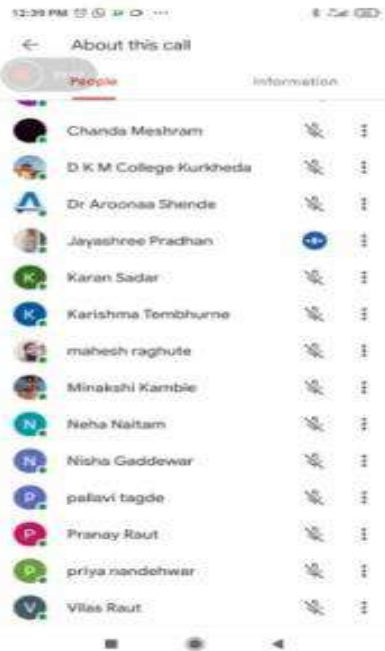 12:39 PM
About this call
People
Information
Chanda Meshram
D K M College Kurkheda
Dr Aroonaa Shende
Jayashree Pradhan
K Karan Sadar
K Karishma Tembhurne
mahesh raghute
Minakshi Kamble
N Neha Naitam
N Nisha Gaddewar
P pallavi tagde
P Pranay Raut
P priya nandehwar
V Vilas Raut